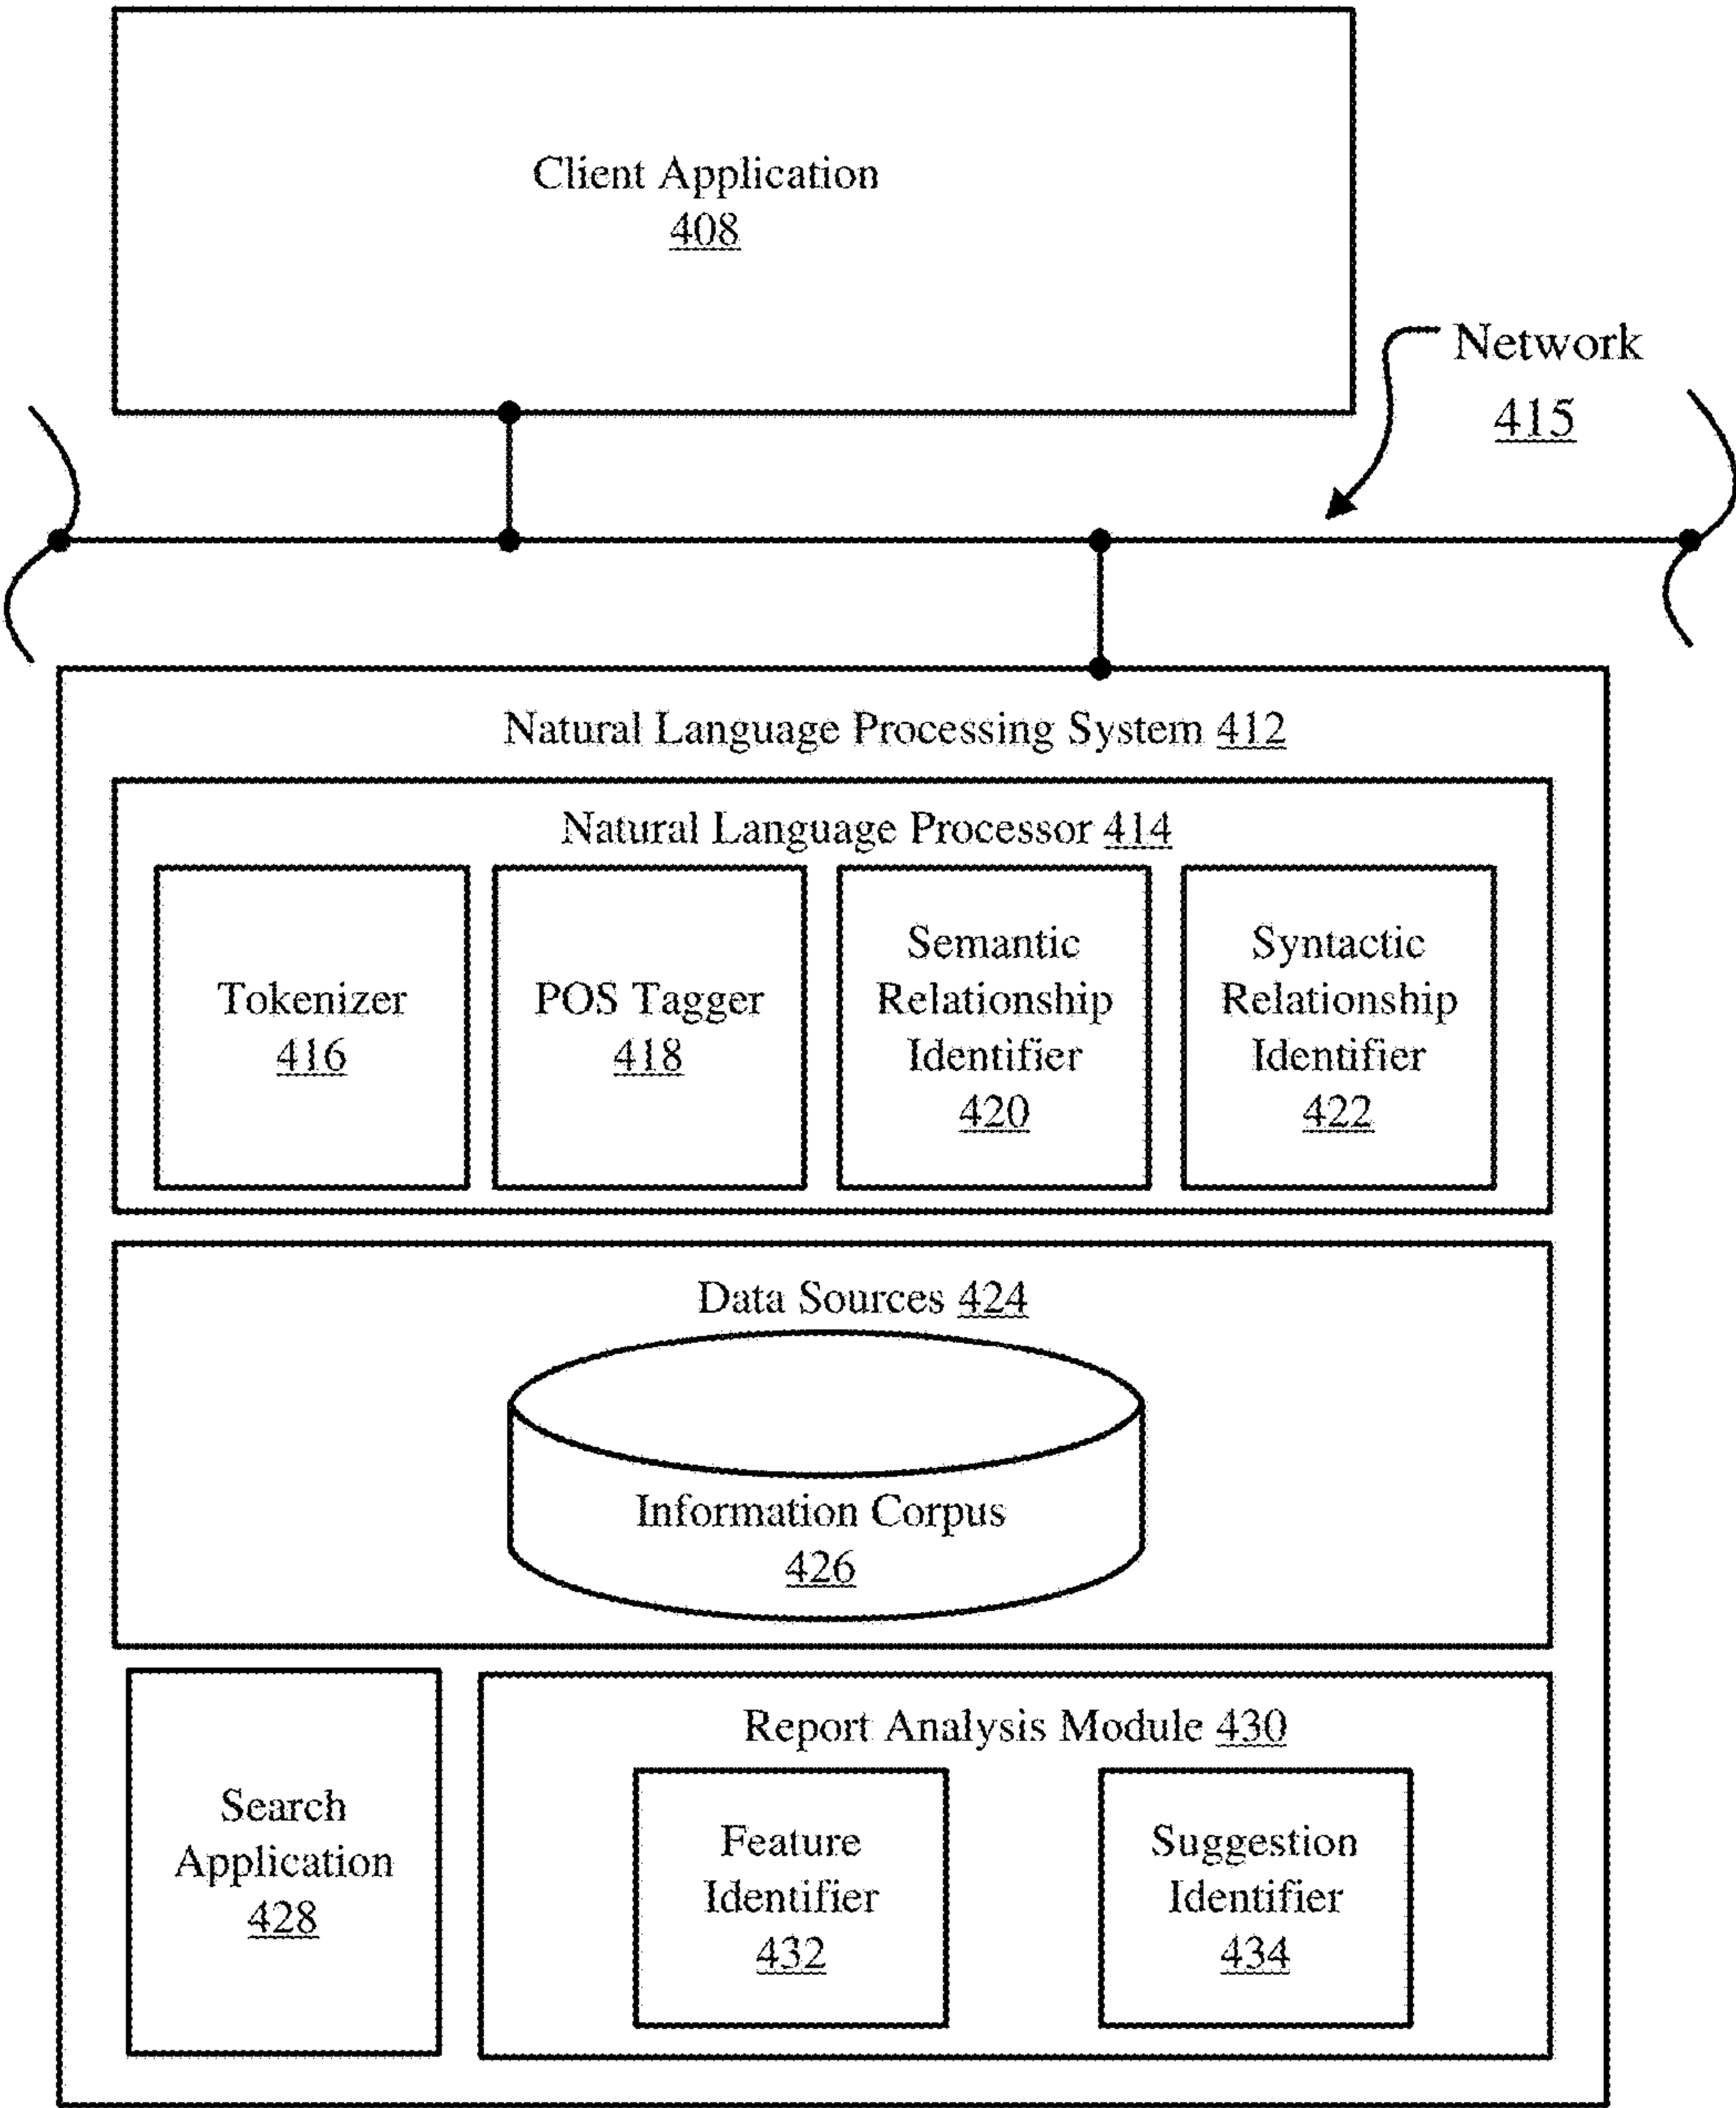 Client Application
408
Network
415
Natural Language Processing System 412
Natural Language Processor 414
Tokenizer
416
POS Tagger
418
Semantic
Relationship
Identifier
420
Syntactic
Relationship
Identifier
422
Data Sources 424
Information Corpus
426
Search
Application
428
Report Analysis Module 430
Feature
Identifier
432
Suggestion
Identifier
434